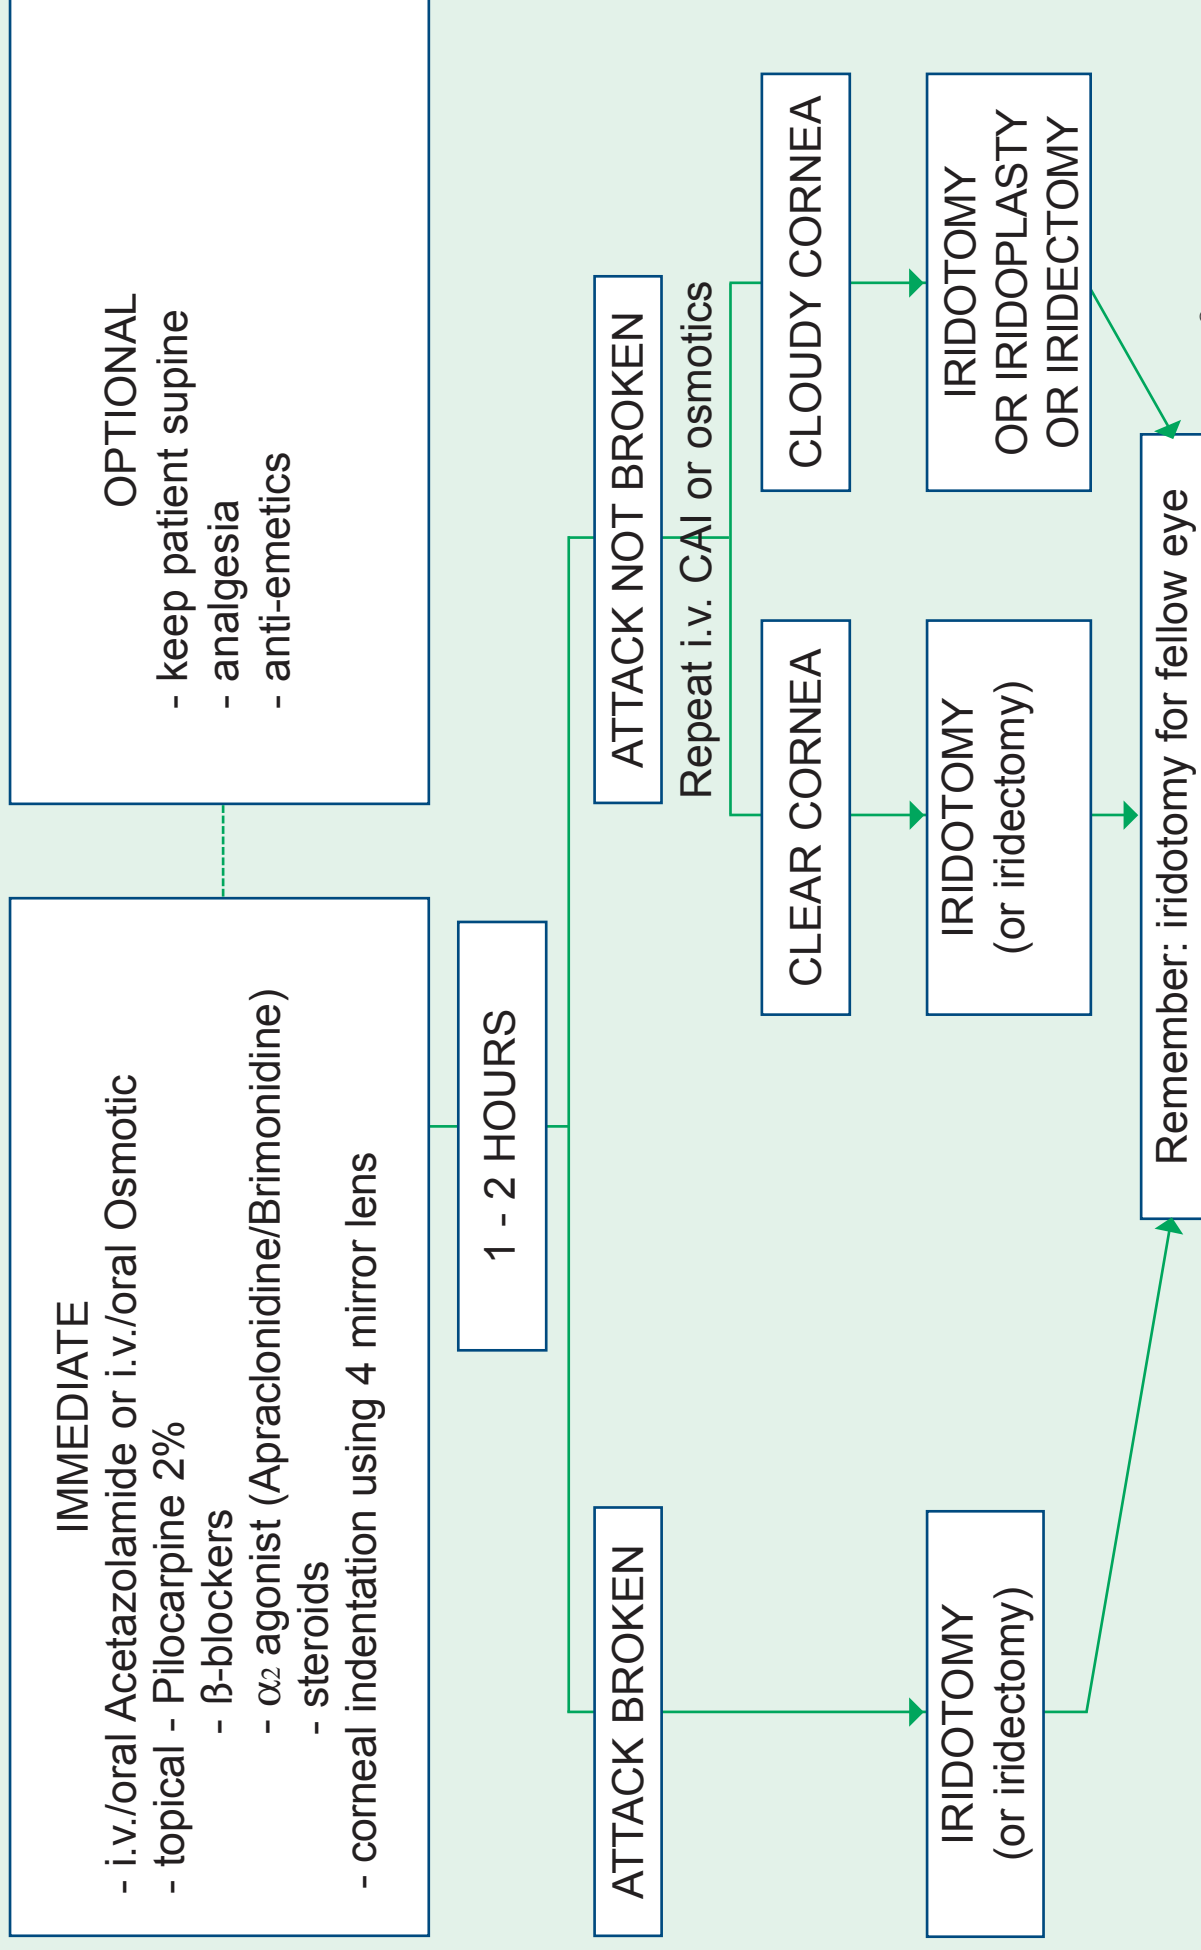 IMMEDIATE
- i.v./oral Acetazolamide or i.v./oral Osmotic
- topical - Pilocarpine 2%
- β-blockers
- α2 agonist (Apraclonidine/Brimonidine)
- steroids
- corneal indentation using 4 mirror lens
OPTIONAL
- keep patient supine
- analgesia
- anti-emetics
1 - 2 HOURS
ATTACK BROKEN
ATTACK NOT BROKEN
Repeat i.v. CAI or osmotics
CLEAR CORNEA
CLOUDY CORNEA
IRIDOTOMY
(or iridectomy)
IRIDOTOMY
(or iridectomy)
IRIDOTOMY
OR IRIDOPLASTY
OR IRIDECTOMY
Remember: iridotomy for fellow eye